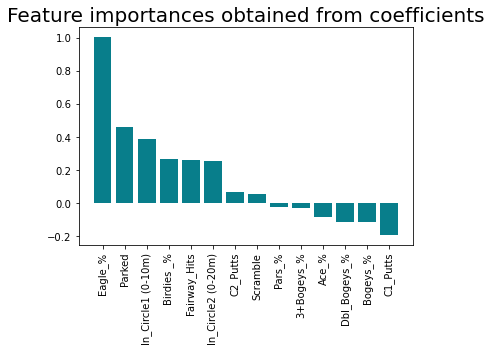 Feature importances obtained from coefficients
1.0
0.8
0.6
0.4
0.2
0.0
−0.2
Eagle_%
Parked
In_Circle1 (0-10m)
Birdies _%
Fairway_Hits
In_Circle2 (0-20m)
C2_Putts
Scramble
Pars_%
3+Bogeys_%
Ace_%
Dbl_Bogeys_%
Bogeys_%
C1_Putts